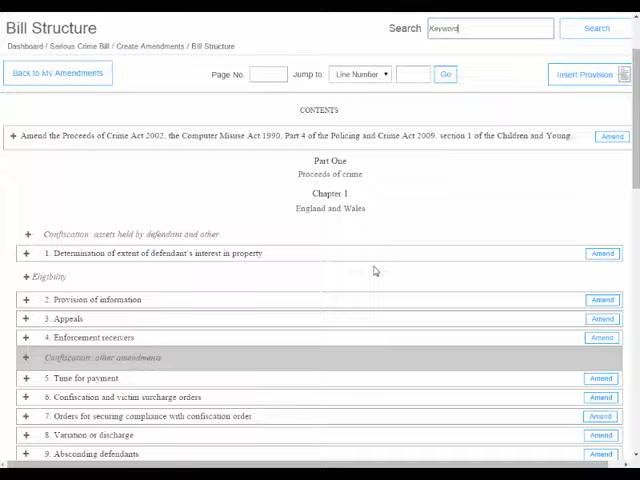 Bill Structure
Search Keyword Search
Dashboard / Serious Crime Bill / Create Amendments / Bill Structure
Back to My Amendments Page No. Jump to: Line Number Go Insert Provision
CONTENTS
+ Amend the Proceeds of Crime Act 2002, the Computer Misuse Act 1990, Part 4 of the Policing and Crime Act 2009, section 1 of the Children and Young. Amend
Part One
Proceeds of crime
Chapter 1
England and Wales
+ Confiscation: assets held by defendant and other
+ 1. Determination of extent of defendant's interest in property Amend
+ Eligibility
+ 2. Provision of information Amend
+ 3. Appeals Amend
+ 4. Enforcement receivers Amend
+ Confiscation: other amendments
+ 5. Time for payment Amend
+ 6. Confiscation and victim surcharge orders Amend
+ 7. Orders for securing compliance with confiscation order Amend
+ 8. Variation or discharge Amend
+ 9. Absconding defendants Amend